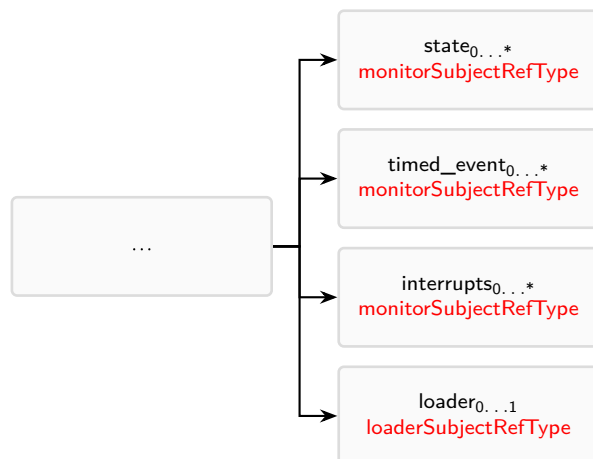 state0...*
monitorSubjectRefType
timed_event0...*
monitorSubjectRefType
...
interrupts0...*
monitorSubjectRefType
loader0...1
loaderSubjectRefType